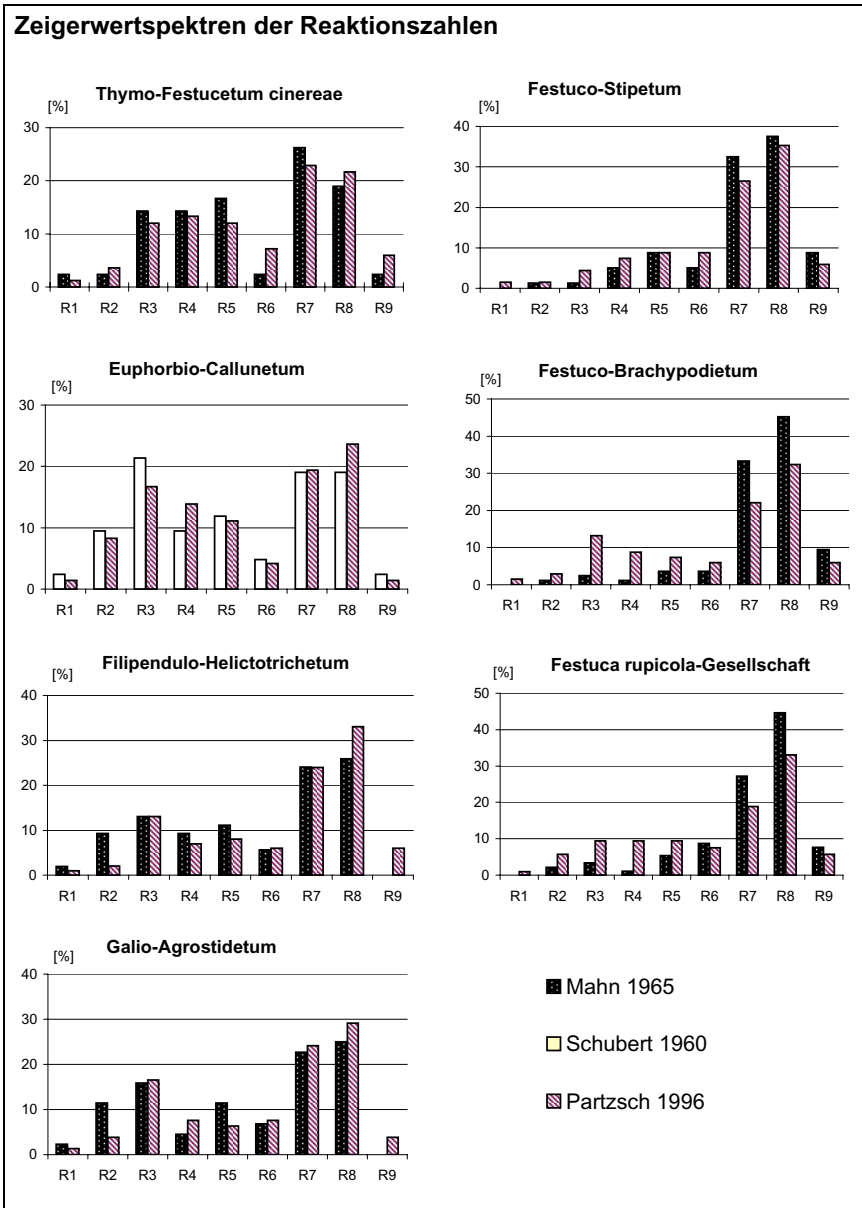 Zeigerwertspektren der Reaktionszahlen
Thymo-Festucetum cinereae
[%]
30
20
10
0
R1 R2 R3 R4 R5 R6 R7 R8 R9
Festuco-Stipetum
[%]
40
30
20
10
0
R1 R2 R3 R4 R5 R6 R7 R8 R9
Euphorbio-Callunetum
[%]
30
20
10
0
R1 R2 R3 R4 R5 R6 R7 R8 R9
Festuco-Brachypodietum
[%]
50
40
30
20
10
0
R1 R2 R3 R4 R5 R6 R7 R8 R9
Filipendulo-Helictotrichetum
[%]
40
30
20
10
0
R1 R2 R3 R4 R5 R6 R7 R8 R9
Festuca rupicola-Gesellschaft
[%]
50
40
30
20
10
0
R1 R2 R3 R4 R5 R6 R7 R8 R9
Galio-Agrostidetum
[%]
40
30
20
10
0
R1 R2 R3 R4 R5 R6 R7 R8 R9
Mahn 1965
Schubert 1960
Partzsch 1996